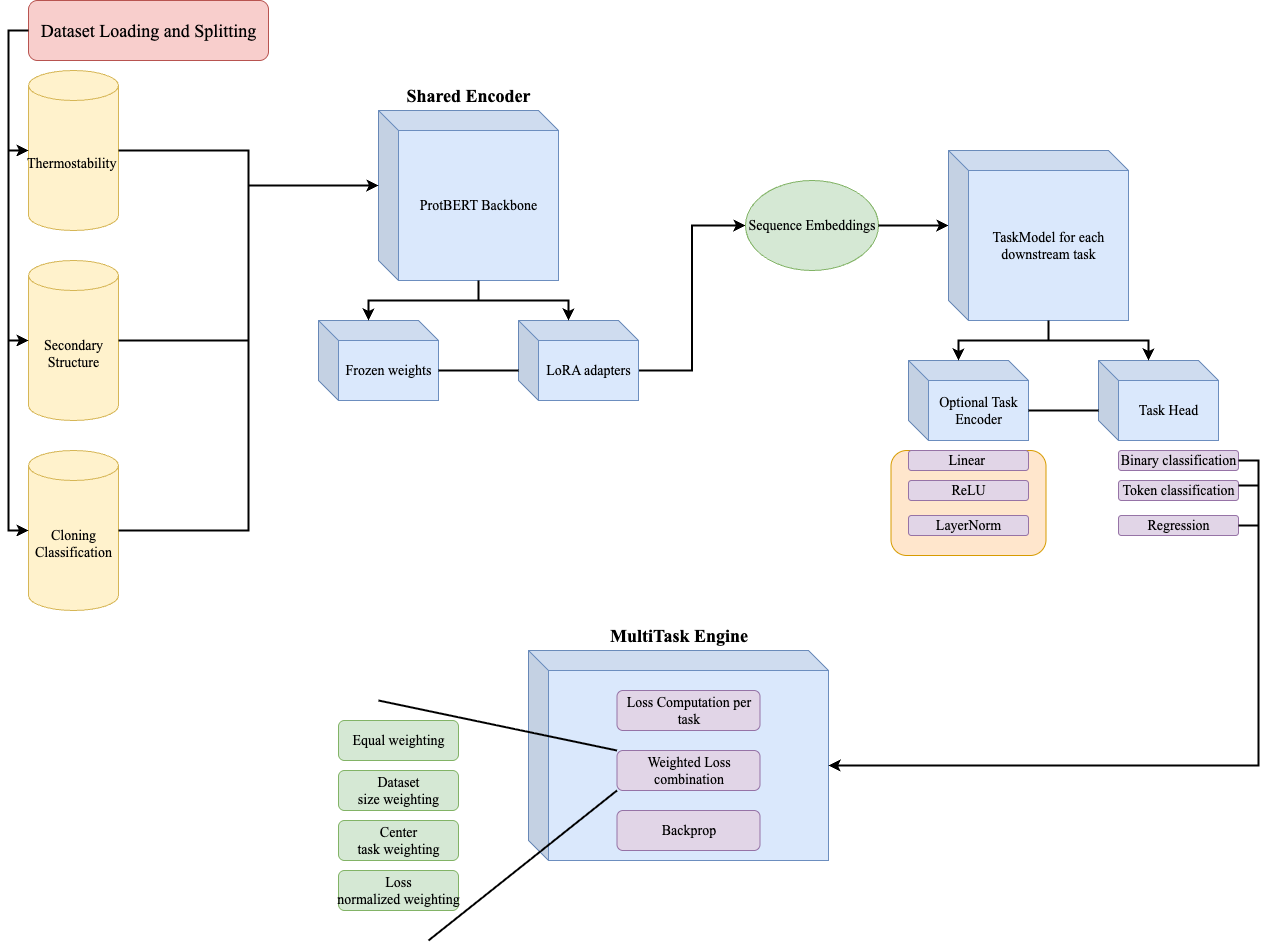 Dataset Loading and Splitting
Thermostability
Secondary
Structure
Cloning
Classification
Shared Encoder
ProtBERT Backbone
Frozen weights
LoRA adapters
Sequence Embeddings
TaskModel for each
downstream task
Optional Task
Encoder
Task Head
Linear
ReLU
LayerNorm
Binary classification
Token classification
Regression
MultiTask Engine
Loss Computation per
task
Weighted Loss
combination
Backprop
Equal weighting
Dataset
size weighting
Center
task weighting
Loss
normalized weighting